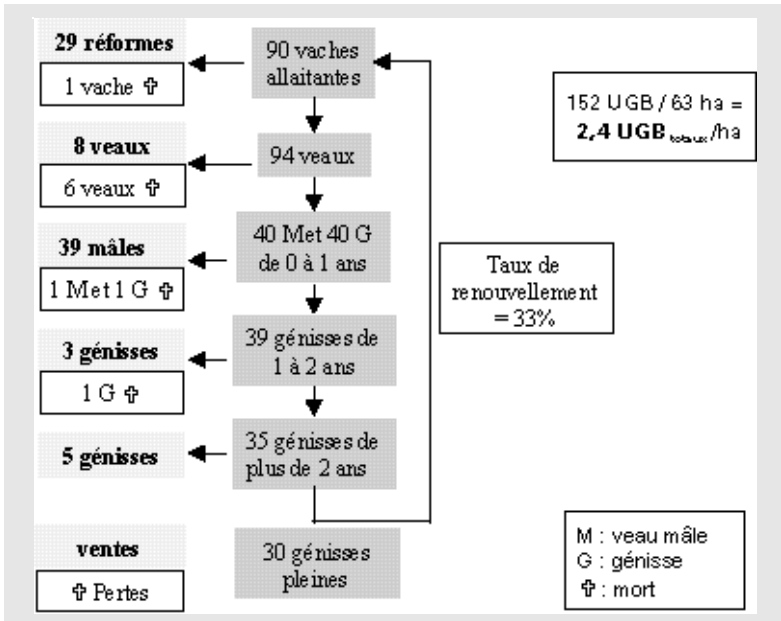 29 réformes
1 vache ✞
90 vaches
allaitantes
152 UGB / 63 ha =
2,4 UGB totaux/ha
8 veaux
6 veaux ✞
94 veaux
39 mâles
1 M et 1 G ✞
40 M et 40 G
de 0 à 1 ans
Taux de
renouvellement
= 33%
3 génisses
1 G ✞
39 génisses de
1 à 2 ans
5 génisses
35 génisses de
plus de 2 ans
ventes
✞ Pertes
30 génisses
pleines
M : veau mâle
G : génisse
✞ : mort